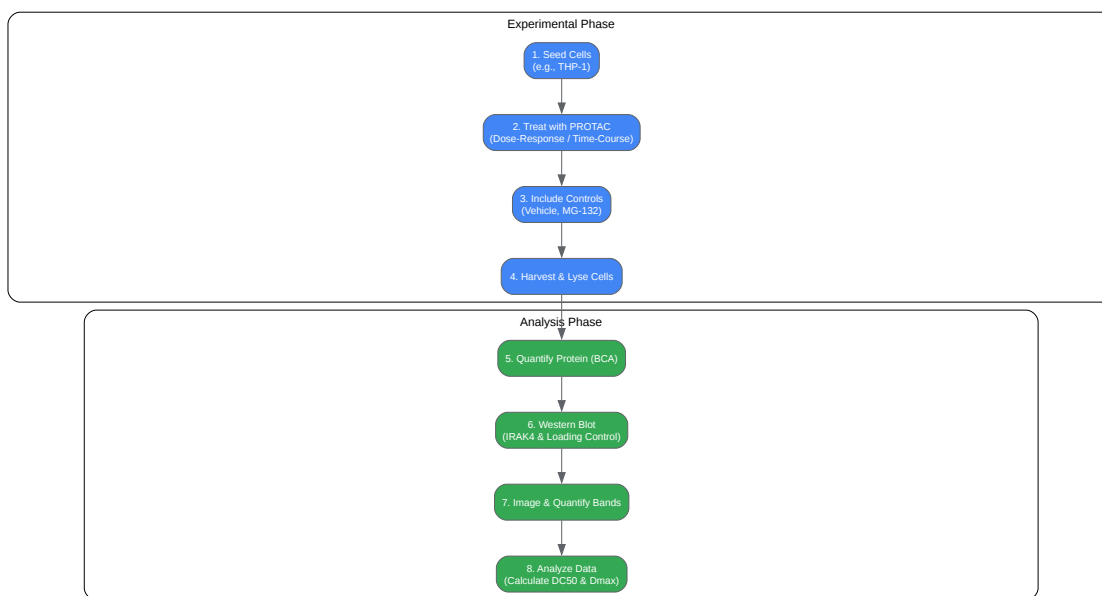 Experimental Phase
1. Seed Cells
(e.g., THP-1)
2. Treat with PROTAC
(Dose-Response / Time-Course)
3. Include Controls
(Vehicle, MG-132)
4. Harvest & Lyse Cells
Analysis Phase
5. Quantify Protein (BCA)
6. Western Blot
(IRAK4 & Loading Control)
7. Image & Quantify Bands
8. Analyze Data
(Calculate DC50 & Dmax)